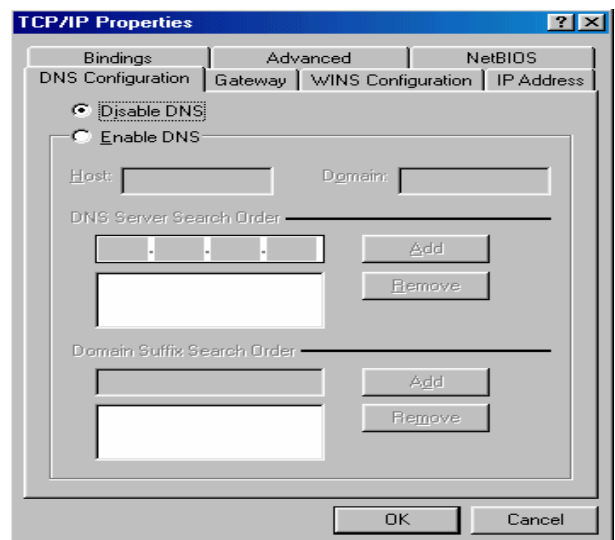 TCP/IP Properties
Bindings Advanced NetBIOS
DNS Configuration Gateway WINS Configuration IP Address
Disable DNS
Enable DNS
Host: Domain:
DNS Server Search Order
. . . Add
Remove
Domain Suffix Search Order
Add
Remove
OK Cancel